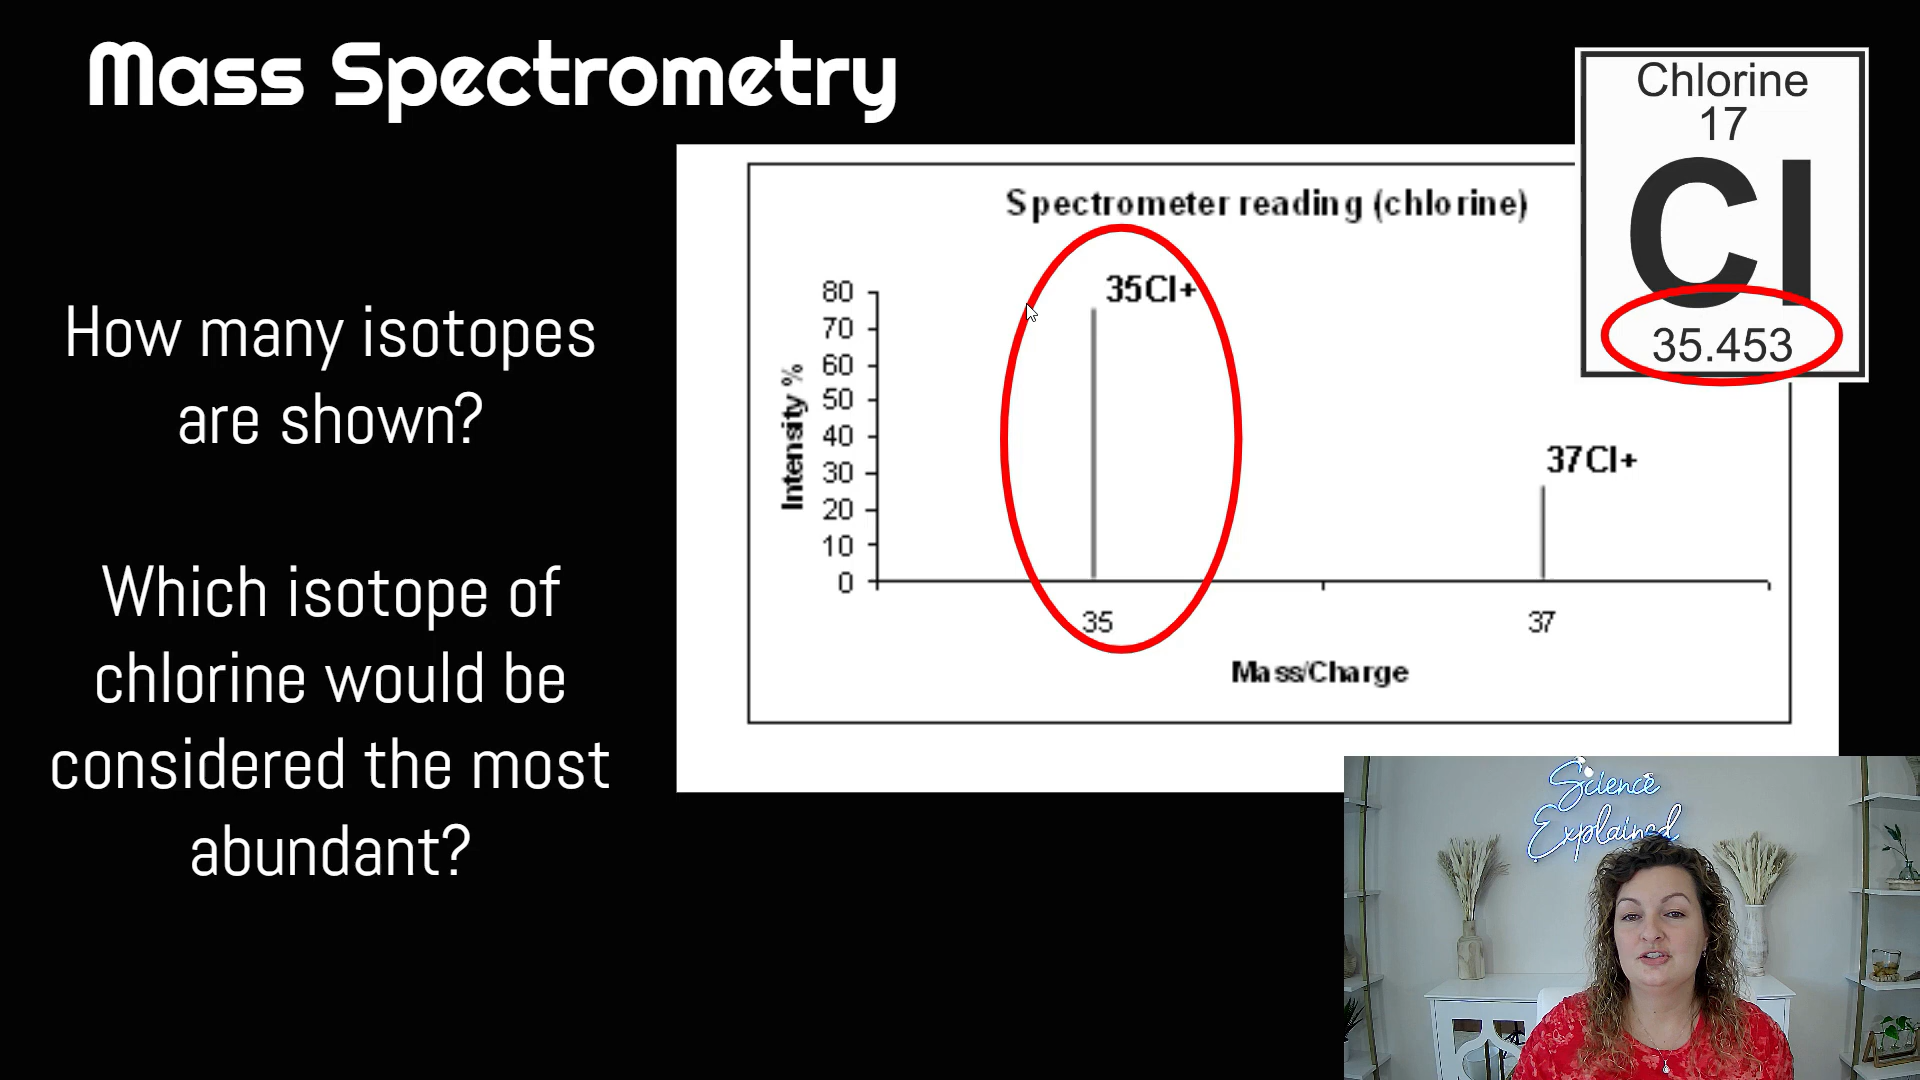 Mass Spectrometry
Chlorine
17
Cl
35.453
Spectrometer reading (chlorine)
35Cl+
37Cl+
80
70
60
50
40
30
20
10
0
Intensity %
35
37
Mass/Charge
How many isotopes
are shown?
Which isotope of
chlorine would be
considered the most
abundant?
Science
Explained